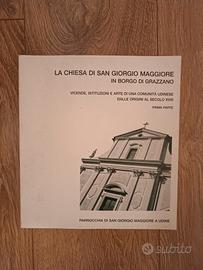 LA CHIESA DI SAN GIORGIO MAGGIORE
IN BORGO DI GRAZZANO
VICENDE, ISTITUZIONI E ARTE DI UNA COMUNITÀ UDINESE
DALLE ORIGINI AL SECOLO XVIII
PRIMA PARTE
PARROCCHIA DI SAN GIORGIO MAGGIORE A UDINE
subito